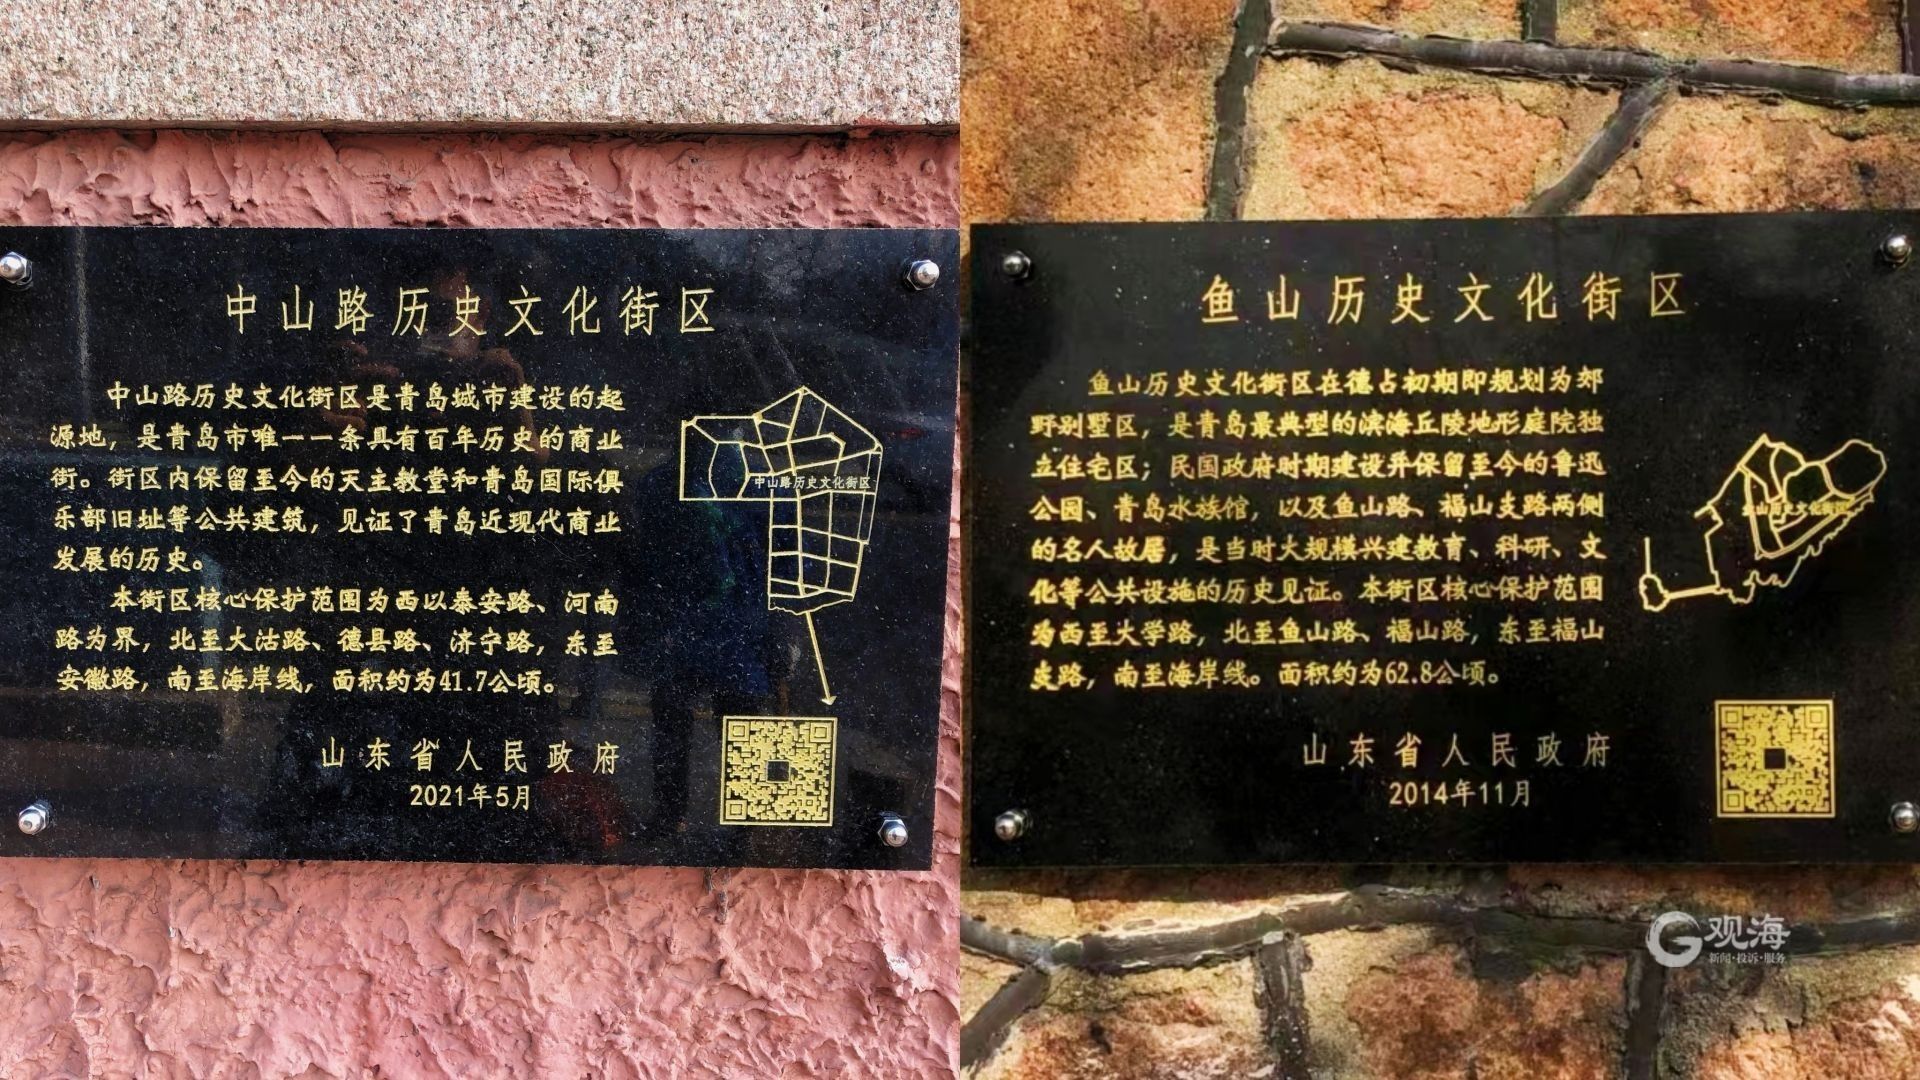 中山路历史文化街区
中山路历史文化街区是青岛城市建设的起
源地，是青岛市唯一一条具有百年历史的商业
街。街区内保留至今的天主教堂和青岛国际俱
乐部旧址等公共建筑，见证了青岛近现代商业
发展的历史。
本街区核心保护范围为西以泰安路、河南
路为界，北至大沽路、德县路、济宁路，东至
安徽路，南至海岸线，面积约为41.7公顷。
中山路历史文化街区
山东省人民政府
2021年5月
鱼山历史文化街区
鱼山历史文化街区在德占初期即规划为郊
野别墅区，是青岛最典型的滨海丘陵地形庭院独
立住宅区；民国政府时期建设并保留至今的鲁迅
公园、青岛水族馆，以及鱼山路、福山支路两侧
的名人故居，是当时大规模兴建教育、科研、文
化等公共设施的历史见证。本街区核心保护范围
为西至大学路，北至鱼山路、福山路，东至福山
支路，南至海岸线。面积约为62.8公顷。
鱼山历史文化街区
山东省人民政府
2014年11月
观海
新闻·投诉·服务